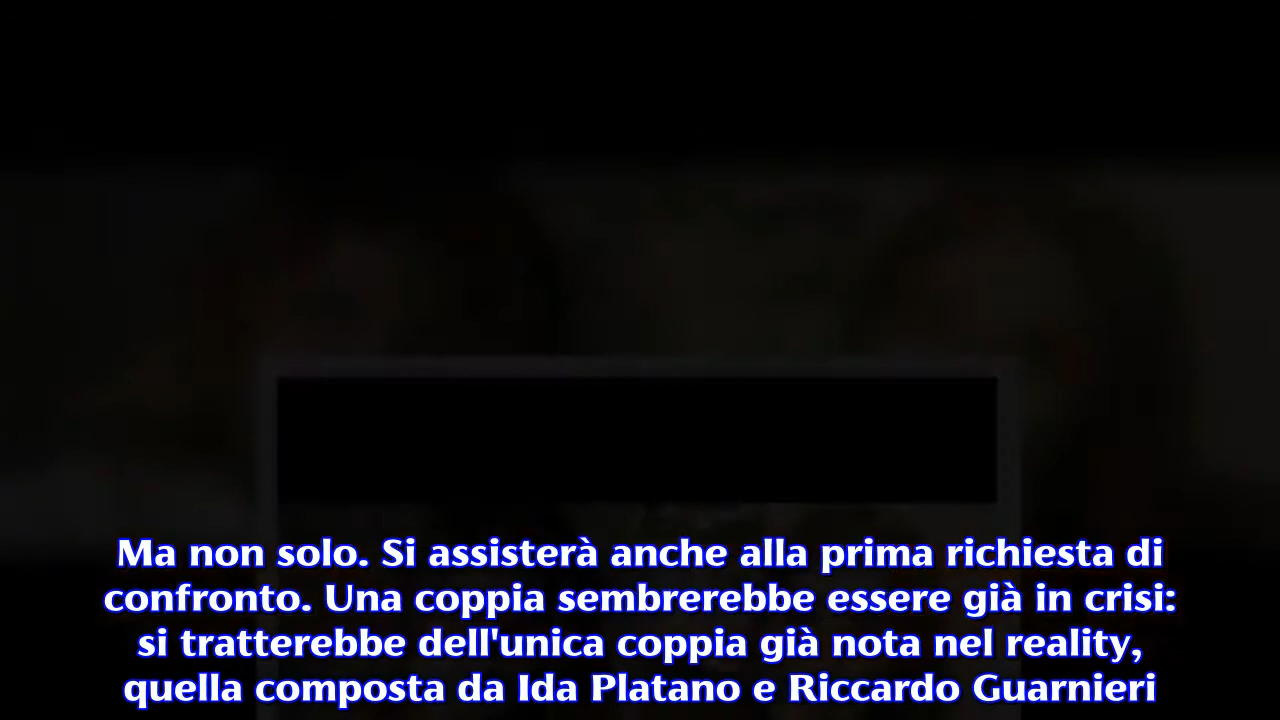 Ma non solo. Si assisterà anche alla prima richiesta di
confronto. Una coppia sembrerebbe essere già in crisi:
si tratterebbe dell'unica coppia già nota nel reality,
quella composta da Ida Platano e Riccardo Guarnieri